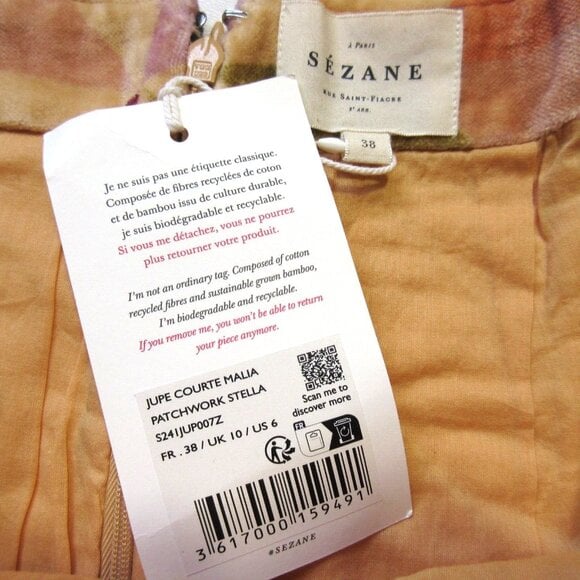 À PARIS
SÉZANE
RUE SAINT-FIACRE
2E ARR.
38
Je ne suis pas une étiquette classique.
Composée de fibres recyclées de coton
et de bambou issu de culture durable,
je suis biodégradable et recyclable.
Si vous me détachez, vous ne pourrez
plus retourner votre produit.
I'm not an ordinary tag. Composed of cotton
recycled fibres and sustainable grown bamboo,
I'm biodegradable and recyclable.
If you remove me, you won't be able to return
your piece anymore.
JUPE COURTE MALIA
PATCHWORK STELLA
S241JUP007Z
FR . 38 / UK 10 / US 6
Scan me to
discover more
FR
3 617000 159491
#SEZANE